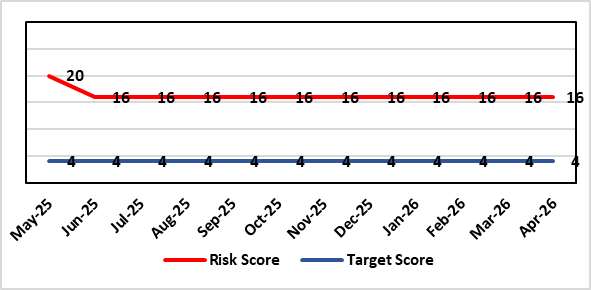 20
16 16 16 16 16 16 16 16 16 16 16
4 4 4 4 4 4 4 4 4 4 4 4
May-25 Jun-25 Jul-25 Aug-25 Sep-25 Oct-25 Nov-25 Dec-25 Jan-26 Feb-26 Mar-26 Apr-26
Risk Score Target Score